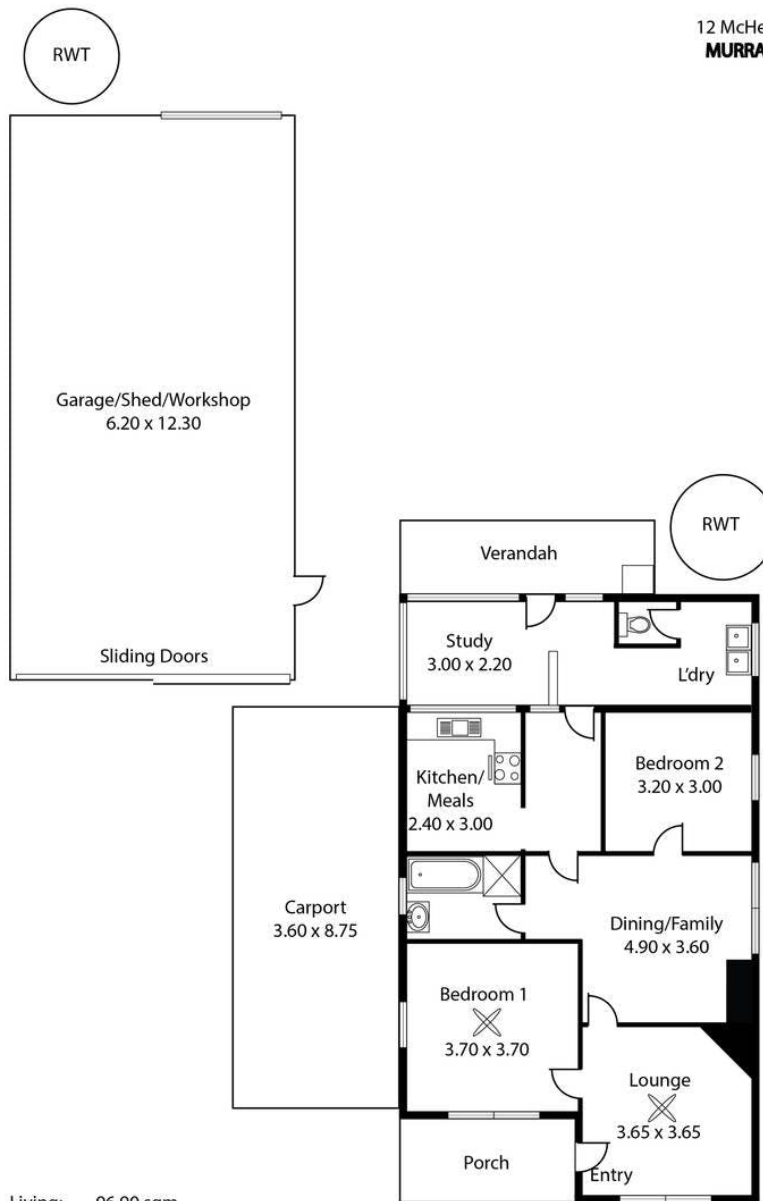 RWT
12 McHe
MURRA
Garage/Shed/Workshop
6.20 x 12.30
Sliding Doors
RWT
Verandah
Study
3.00 x 2.20
L'dry
Kitchen/
Meals
2.40 x 3.00
Bedroom 2
3.20 x 3.00
Carport
3.60 x 8.75
Dining/Family
4.90 x 3.60
Bedroom 1
3.70 x 3.70
Lounge
3.65 x 3.65
Porch
Entry